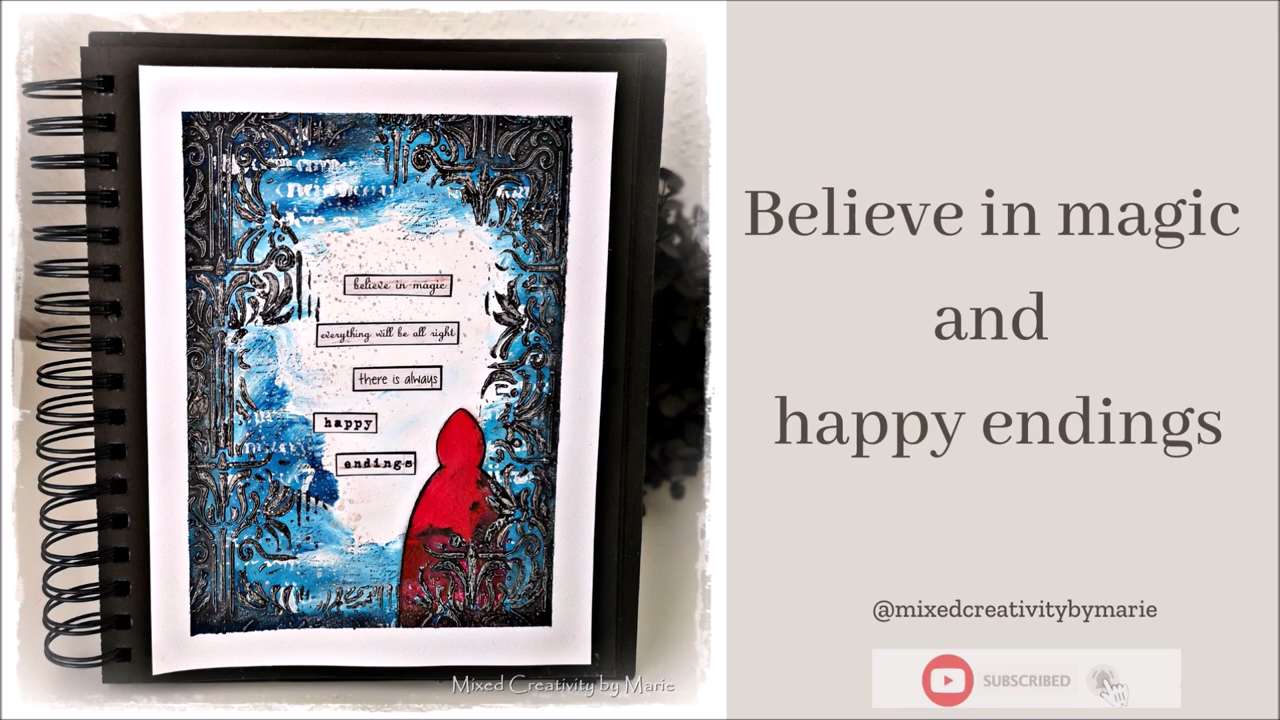 believe in magic
everything will be all right
there is always
happy
endings
Mixed Creativity by Marie
Believe in magic
and
happy endings
@mixedcreativitybymarie
SUBSCRIBED